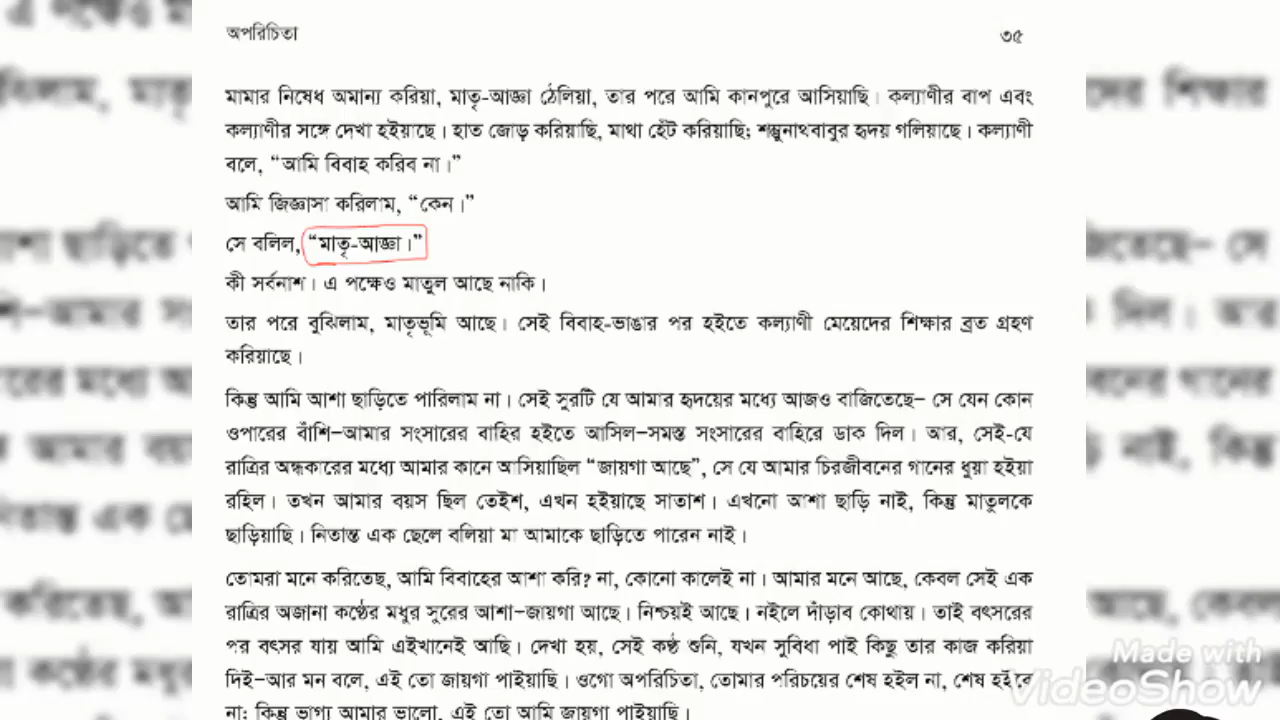 অপরিচিতা ৩৫
মামার নিষেধ অমান্য করিয়া, মাতৃ-আজ্ঞা ঠেলিয়া, তার পরে আমি কানপুরে আসিয়াছি। কল্যাণীর বাপ এবং
কল্যাণীর সঙ্গে দেখা হইয়াছে। হাত জোড় করিয়াছি, মাথা হেঁট করিয়াছি; শম্ভুনাথবাবুর হৃদয় গলিয়াছে। কল্যাণী
বলে, “আমি বিবাহ করিব না।”
আমি জিজ্ঞাসা করিলাম, “কেন।”
সে বলিল, “মাতৃ-আজ্ঞা।”
কী সর্বনাশ। এ পক্ষেও মাতুল আছে নাকি।
তার পরে বুঝিলাম, মাতৃভূমি আছে। সেই বিবাহ-ভাঙার পর হইতে কল্যাণী মেয়েদের শিক্ষার ব্রত গ্রহণ
করিয়াছে।
কিন্তু আমি আশা ছাড়িতে পারিলাম না। সেই সুরটি যে আমার হৃদয়ের মধ্যে আজও বাজিতেছে– সে যেন কোন
ওপারের বাঁশি–আমার সংসারের বাহির হইতে আসিল–সমস্ত সংসারের বাহিরে ডাক দিল। আর, সেই-যে
রাত্রির অন্ধকারের মধ্যে আমার কানে আসিয়াছিল “জায়গা আছে”, সে যে আমার চিরজীবনের গানের ধুয়া হইয়া
রহিল। তখন আমার বয়স ছিল তেইশ, এখন হইয়াছে সাতাশ। এখনো আশা ছাড়ি নাই, কিন্তু মাতুলকে
ছাড়িয়াছি। নিতান্ত এক ছেলে বলিয়া মা আমাকে ছাড়িতে পারেন নাই।
তোমরা মনে করিতেছ, আমি বিবাহের আশা করি? না, কোনো কালেই না। আমার মনে আছে, কেবল সেই এক
রাত্রির অজানা কণ্ঠের মধুর সুরের আশা–জায়গা আছে। নিশ্চয়ই আছে। নইলে দাঁড়াব কোথায়। তাই বৎসরের
পর বৎসর যায় আমি এইখানেই আছি। দেখা হয়, সেই কণ্ঠ শুনি, যখন সুবিধা পাই কিছু তার কাজ করিয়া
দিই–আর মন বলে, এই তো জায়গা পাইয়াছি। ওগো অপরিচিতা, তোমার পরিচয়ের শেষ হইল না, শেষ হইবে
না; কিন্তু ভাগ্য আমার ভালো, এই তো আমি জায়গা পাইয়াছি।
Made with
VideoShow